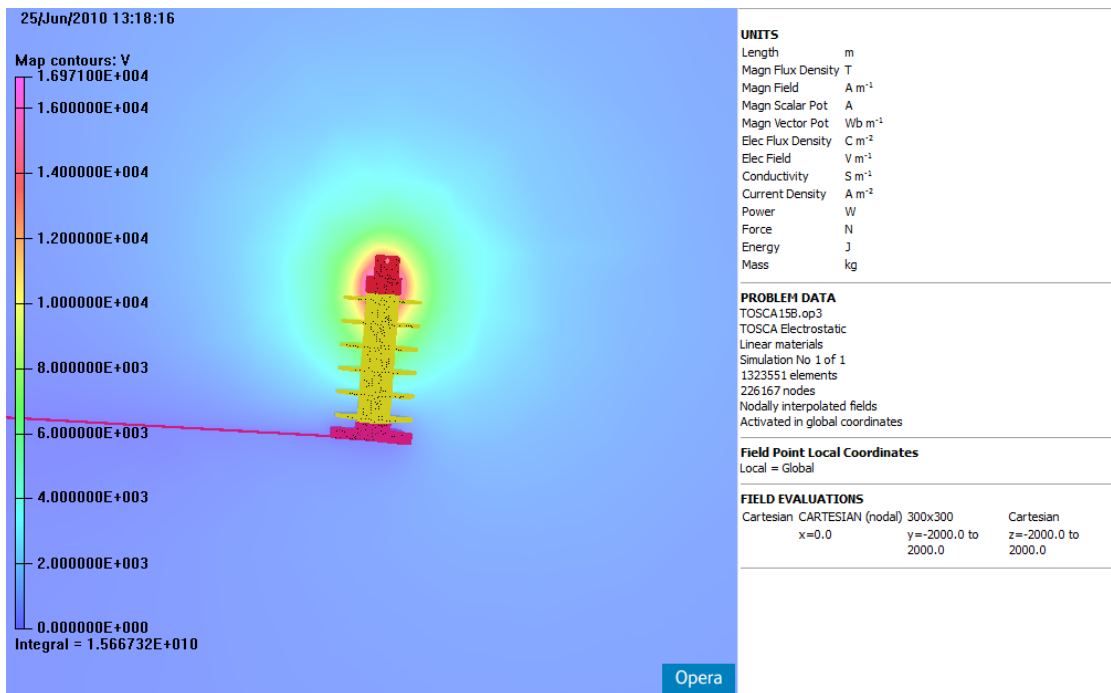 25/Jun/2010 13:18:16
Map contours: V
1.697100E+004
1.600000E+004
1.400000E+004
1.200000E+004
1.000000E+004
8.000000E+003
6.000000E+003
4.000000E+003
2.000000E+003
0.000000E+000
Integral = 1.566732E+010
Opera
UNITS
Length m
Magn Flux Density T
Magn Field A m⁻¹
Magn Scalar Pot A
Magn Vector Pot Wb m⁻¹
Elec Flux Density C m⁻²
Elec Field V m⁻¹
Conductivity S m⁻¹
Current Density A m⁻²
Power W
Force N
Energy J
Mass kg
PROBLEM DATA
TOSCA15B.op3
TOSCA Electrostatic
Linear materials
Simulation No 1 of 1
1323551 elements
226167 nodes
Nodally interpolated fields
Activated in global coordinates
Field Point Local Coordinates
Local = Global
FIELD EVALUATIONS
Cartesian CARTESIAN (nodal) 300x300 Cartesian
x=0.0 y=-2000.0 to z=-2000.0 to
2000.0 2000.0